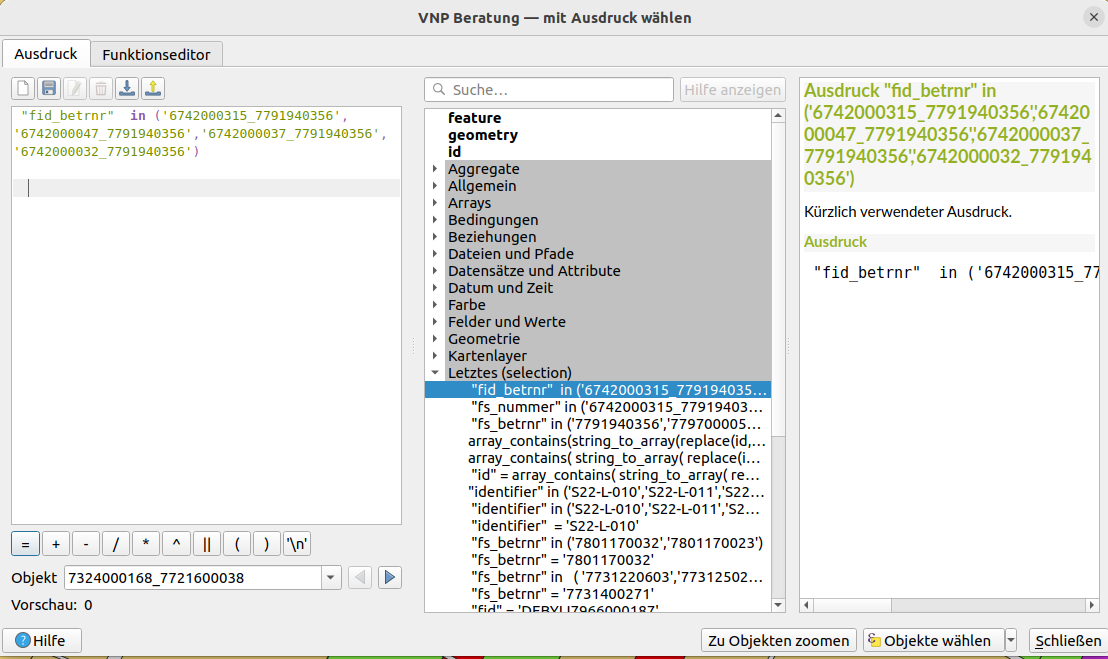 VNP Beratung — mit Ausdruck wählen
Ausdruck
Funktionseditor
"fid_betrnr"  in ('6742000315_7791940356',
'6742000047_7791940356','6742000037_7791940356',
'6742000032_7791940356')
=
+
-
/
*
^
||
(
)
'\n'
Objekt 7324000168_7721600038
Vorschau: 0
Suche…
Hilfe anzeigen
feature
geometry
id
Aggregate
Allgemein
Arrays
Bedingungen
Beziehungen
Dateien und Pfade
Datensätze und Attribute
Datum und Zeit
Farbe
Felder und Werte
Geometrie
Kartenlayer
Letztes (selection)
"fid_betrnr"  in ('6742000315_779194035…
"fs_nummer" in ('6742000315_77919403…
"fs_betrnr" in ('7791940356','779700005…
array_contains(string_to_array(replace(id,…
array_contains( string_to_array( replace(i…
"id" = array_contains( string_to_array( re…
"identifier" in ('S22-L-010','S22-L-011','S22…
"identifier" in ('S22-L-010','S22-L-011','S2…
"identifier"  = 'S22-L-010'
"fs_betrnr" in ('7801170032','7801170023')
"fs_betrnr" = '7801170032'
"fs_betrnr" in   ( '7731220603','77312502…
"fs_betrnr" = '7731400271'
"fid" = 'DEBYLI7966000187'
Ausdruck "fid_betrnr" in
('6742000315_7791940356','67420
00047_7791940356','6742000037_
7791940356','6742000032_779194
0356')
Kürzlich verwendeter Ausdruck.
Ausdruck
"fid_betrnr"  in ('6742000315_77
Hilfe
Zu Objekten zoomen
Objekte wählen
Schließen